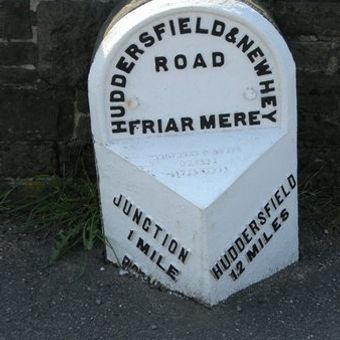 HUDDERSFIELD & NEWHEY
ROAD
FRIAR MERE
JUNCTION
1 MILE
HUDDERSFIELD
12 MILES